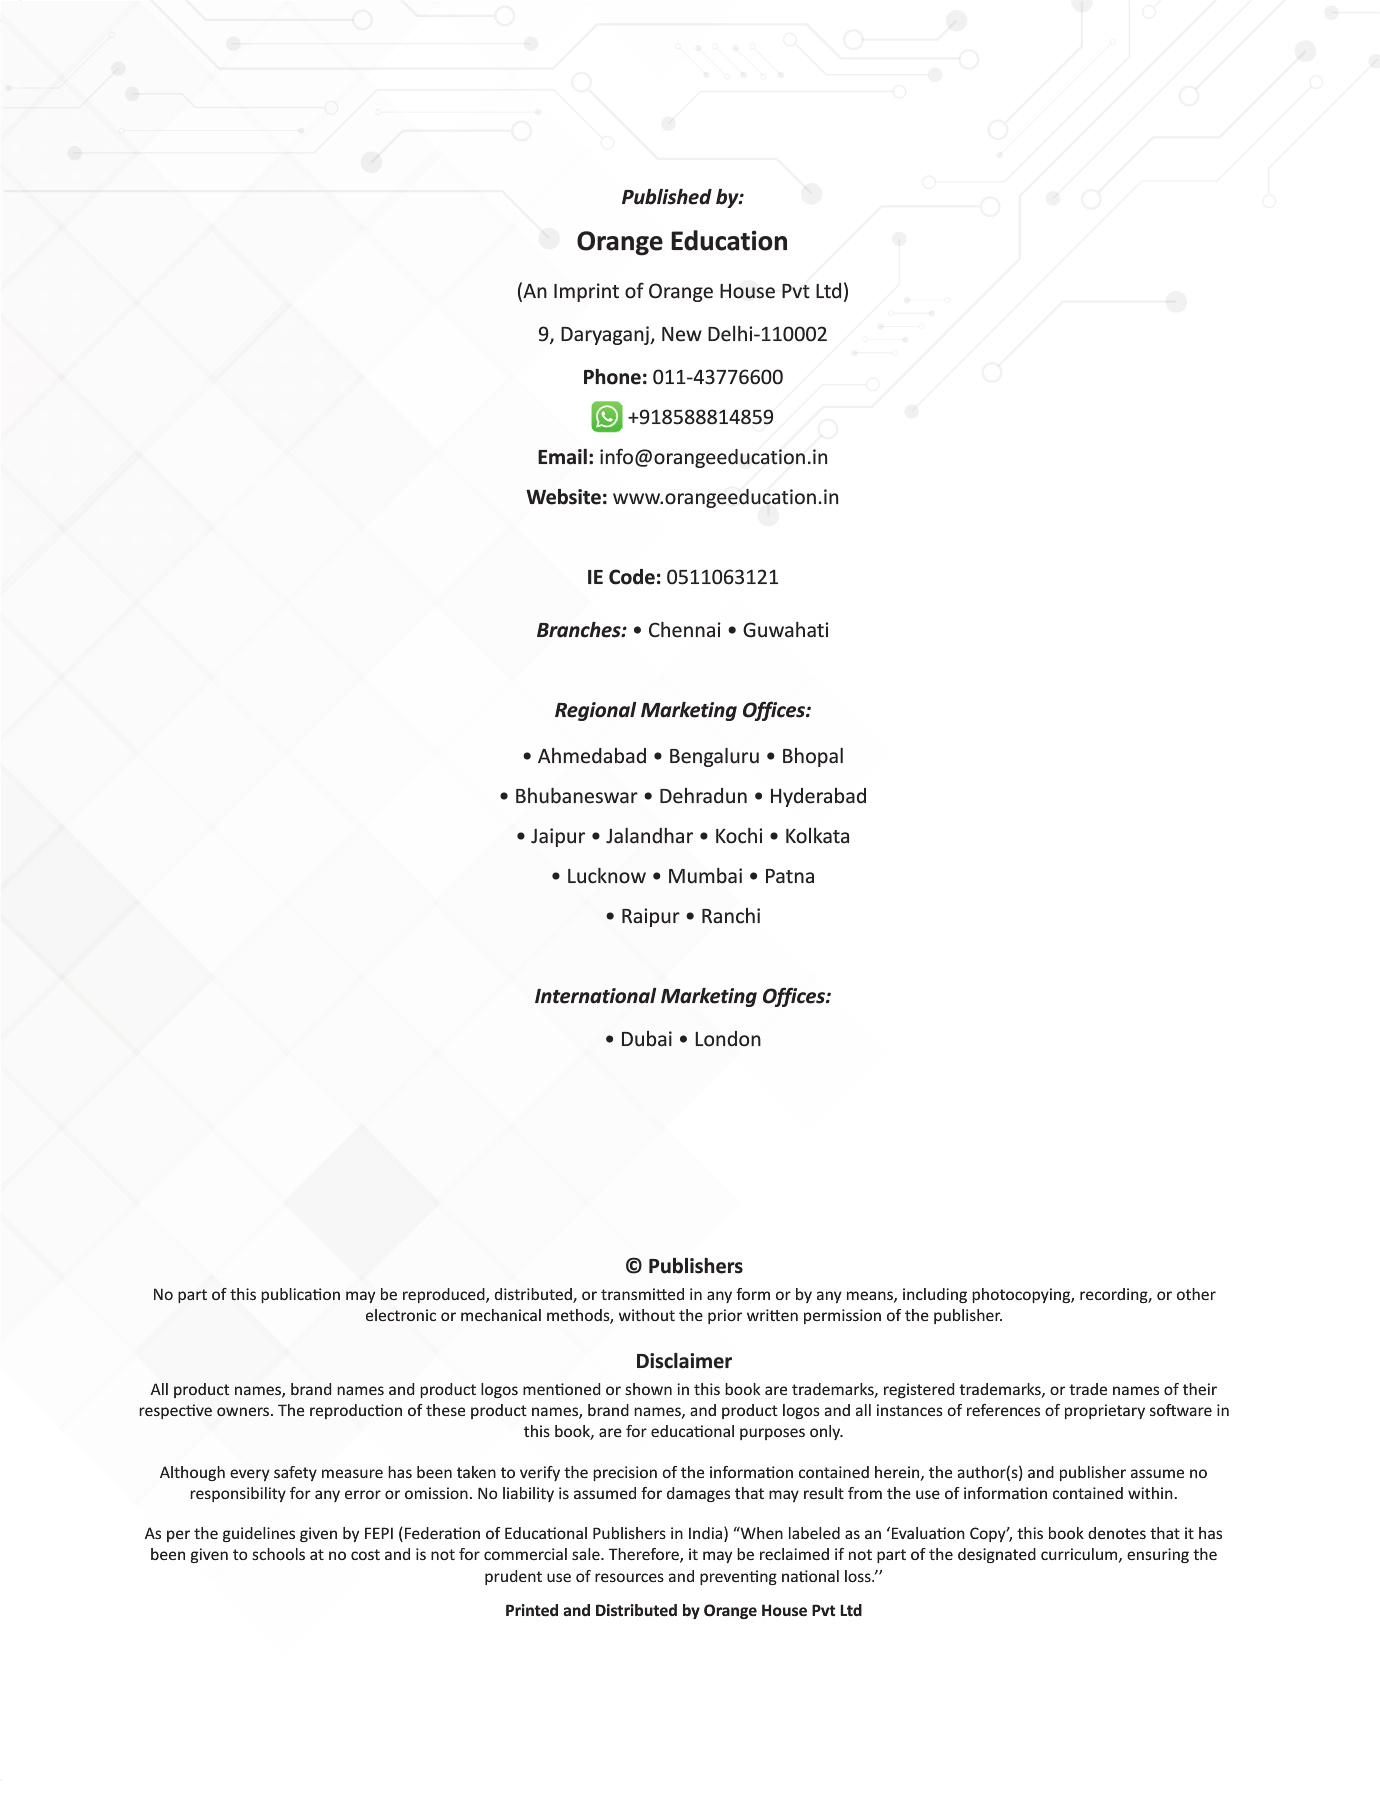 Published by:
Orange Education
(An Imprint of Orange House Pvt Ltd)
9, Daryaganj, New Delhi-110002
Phone: 011-43776600
+918588814859
Email: info@orangeeducation.in
Website: www.orangeeducation.in
IE Code: 0511063121
Branches: • Chennai • Guwahati
Regional Marketing Offices:
• Ahmedabad • Bengaluru • Bhopal
• Bhubaneswar • Dehradun • Hyderabad
• Jaipur • Jalandhar • Kochi • Kolkata
• Lucknow • Mumbai • Patna
• Raipur • Ranchi
International Marketing Offices:
• Dubai • London
© Publishers
No part of this publication may be reproduced, distributed, or transmitted in any form or by any means, including photocopying, recording, or other
electronic or mechanical methods, without the prior written permission of the publisher.
Disclaimer
All product names, brand names and product logos mentioned or shown in this book are trademarks, registered trademarks, or trade names of their
respective owners. The reproduction of these product names, brand names, and product logos and all instances of references of proprietary software in
this book, are for educational purposes only.
Although every safety measure has been taken to verify the precision of the information contained herein, the author(s) and publisher assume no
responsibility for any error or omission. No liability is assumed for damages that may result from the use of information contained within.
As per the guidelines given by FEPI (Federation of Educational Publishers in India) “When labeled as an ‘Evaluation Copy’, this book denotes that it has
been given to schools at no cost and is not for commercial sale. Therefore, it may be reclaimed if not part of the designated curriculum, ensuring the
prudent use of resources and preventing national loss.’’
Printed and Distributed by Orange House Pvt Ltd